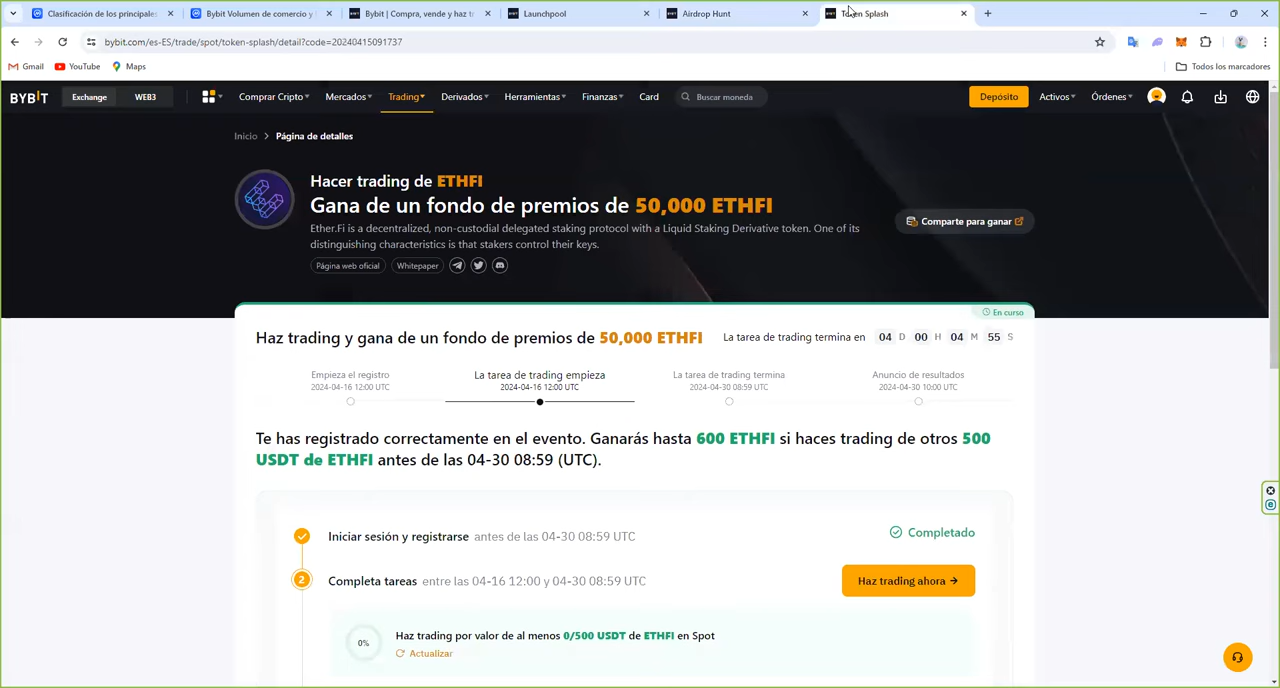 Clasificación de los principales
Bybit Volumen de comercio y
Bybit | Compra, vende y haz tr
Launchpool
Airdrop Hunt
Token Splash
bybit.com/es-ES/trade/spot/token-splash/detail?code=20240415091737
Gmail
YouTube
Maps
Todos los marcadores
BYBIT
Exchange
WEB3
Comprar Cripto
Mercados
Trading
Derivados
Herramientas
Finanzas
Card
Buscar moneda
Depósito
Activos
Órdenes
Inicio > Página de detalles
Hacer trading de ETHFI
Gana de un fondo de premios de 50,000 ETHFI
Ether.Fi is a decentralized, non-custodial delegated staking protocol with a Liquid Staking Derivative token. One of its
distinguishing characteristics is that stakers control their keys.
Comparte para ganar
Página web oficial
Whitepaper
En curso
Haz trading y gana de un fondo de premios de 50,000 ETHFI
La tarea de trading termina en 04 D 00 H 04 M 55 S
Empieza el registro
2024-04-16 12:00 UTC
La tarea de trading empieza
2024-04-16 12:00 UTC
La tarea de trading termina
2024-04-30 08:59 UTC
Anuncio de resultados
2024-04-30 10:00 UTC
Te has registrado correctamente en el evento. Ganarás hasta 600 ETHFI si haces trading de otros 500
USDT de ETHFI antes de las 04-30 08:59 (UTC).
Iniciar sesión y registrarse antes de las 04-30 08:59 UTC
Completado
2
Completa tareas entre las 04-16 12:00 y 04-30 08:59 UTC
Haz trading ahora →
0%
Haz trading por valor de al menos 0/500 USDT de ETHFI en Spot
Actualizar